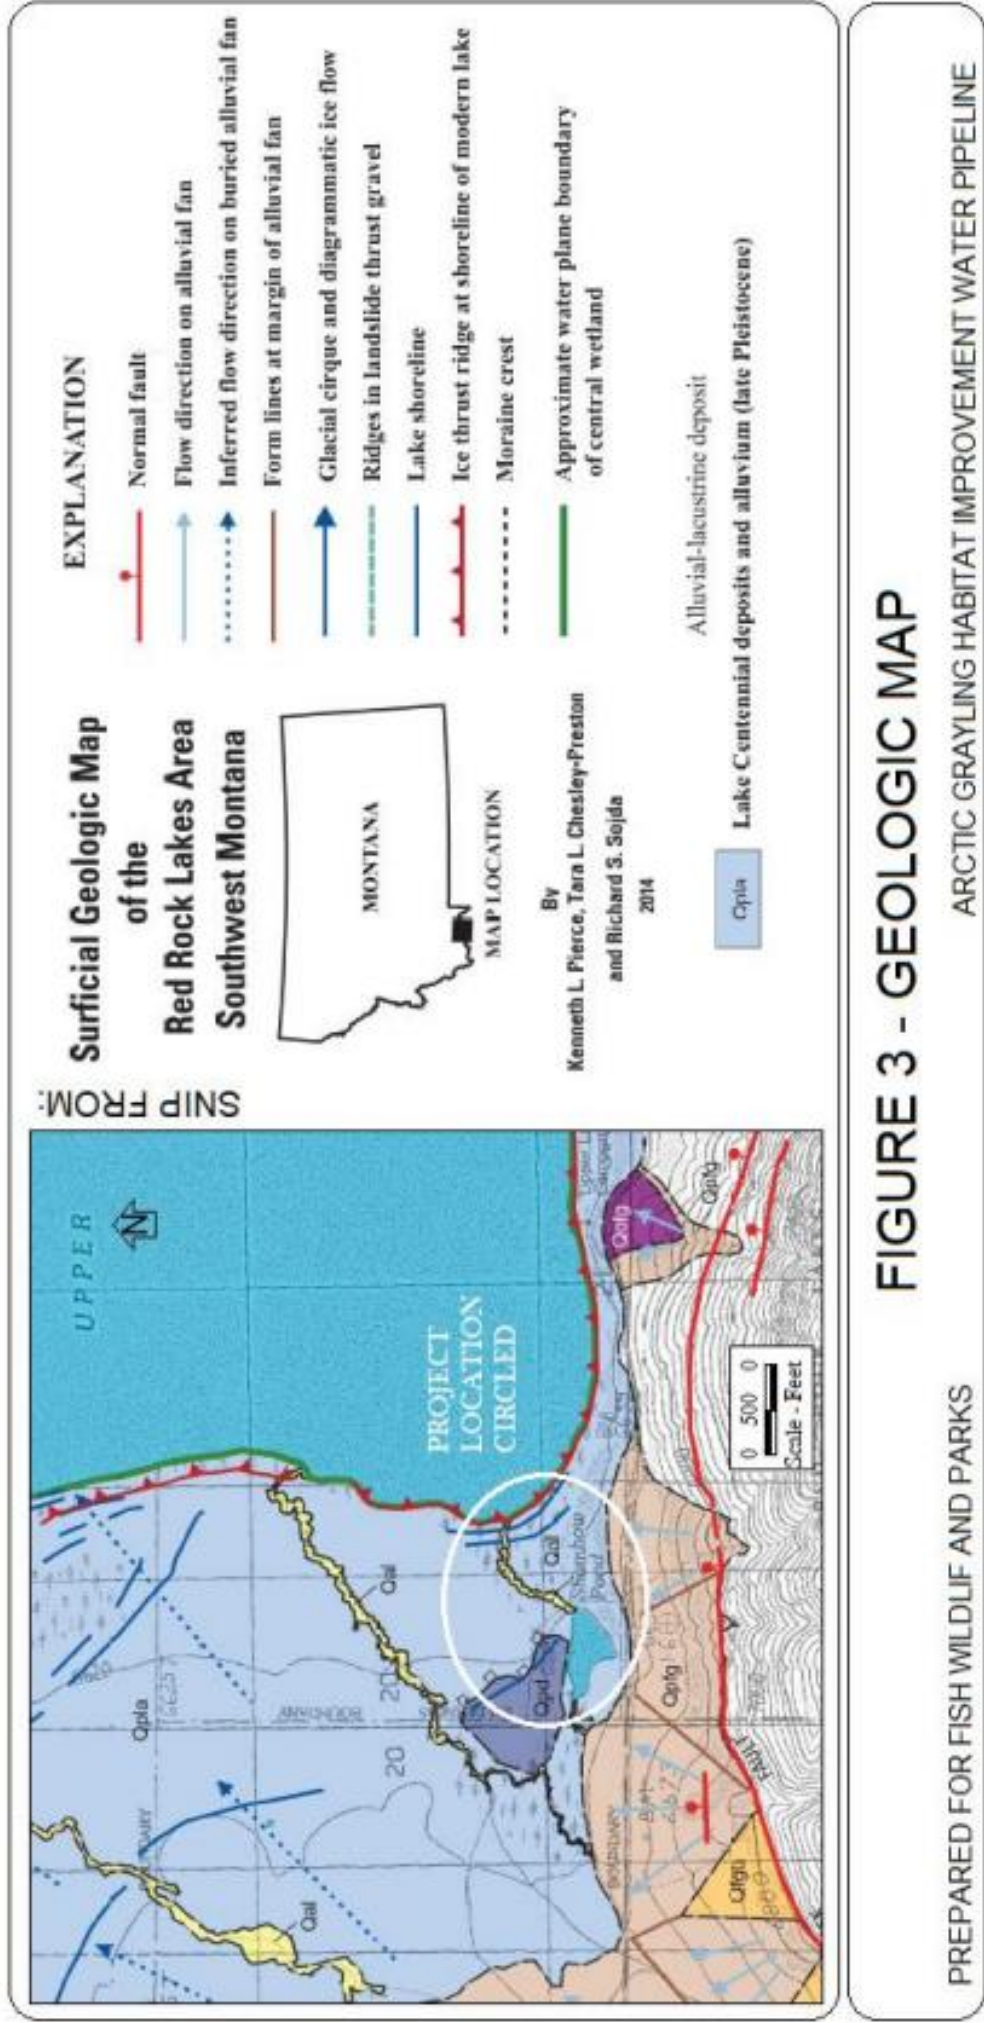 SNIP FROM:
Surficial Geologic Map
of the
Red Rock Lakes Area
Southwest Montana
MONTANA
MAP LOCATION
By
Kenneth L. Pierce, Tara L. Chesley-Preston
and Richard S. Sojda
2014
EXPLANATION
Normal fault
Flow direction on alluvial fan
Inferred flow direction on buried alluvial fan
Form lines at margin of alluvial fan
Glacial cirque and diagrammatic ice flow
Ridges in landslide thrust gravel
Lake shoreline
Ice thrust ridge at shoreline of modern lake
Moraine crest
Approximate water plane boundary
of central wetland
Alluvial-lacustrine deposit
Qpla
Lake Centennial deposits and alluvium (late Pleistocene)
UPPER
N
PROJECT
LOCATION
CIRCLED
Qpla
6625
Qal
Qal
Qal
20
20
BOUNDARY
Shambow
Pond
Qpfg
Qafg
Qpfg
BOUNDARY
FAULT
0 500 0
Scale - Feet
FIGURE 3 - GEOLOGIC MAP
PREPARED FOR FISH WILDLIF AND PARKS
ARCTIC GRAYLING HABITAT IMPROVEMENT WATER PIPELINE